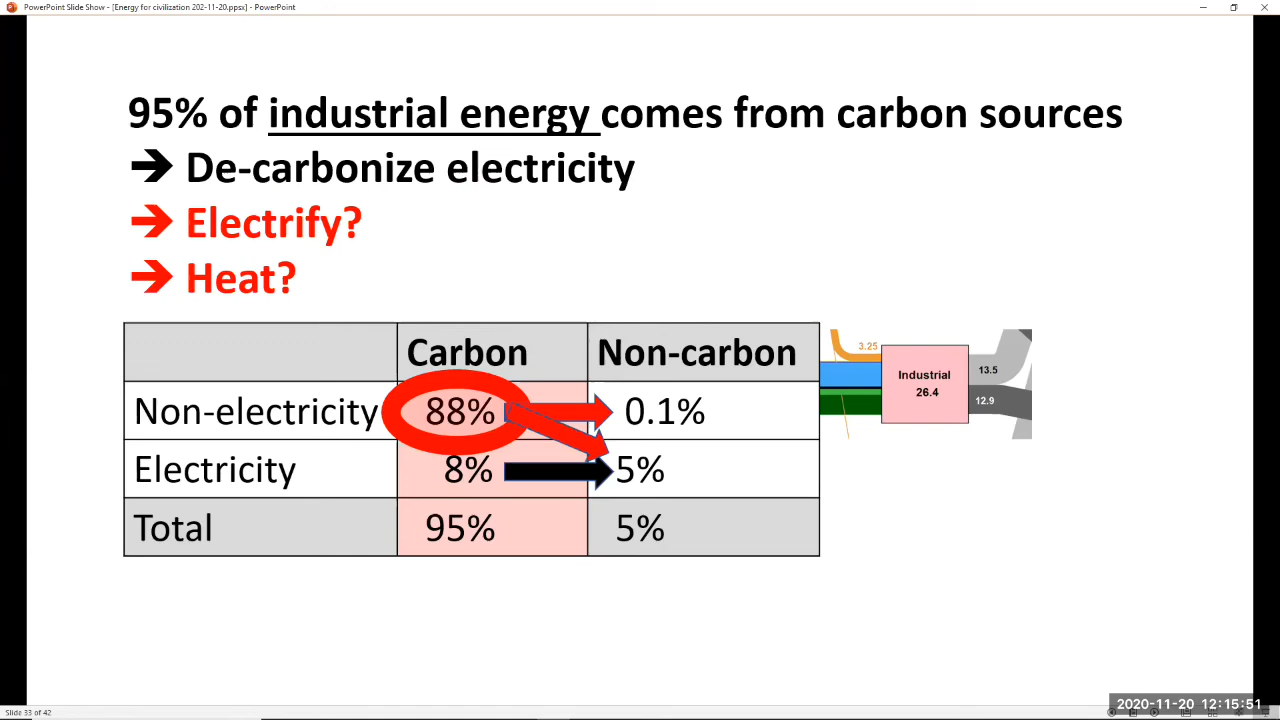 PowerPoint Slide Show - [Energy for civilization 202-11-20.ppsx] - PowerPoint
95% of industrial energy comes from carbon sources
➔ De-carbonize electricity
➔ Electrify?
➔ Heat?
Carbon Non-carbon
Non-electricity 88% 0.1%
Electricity 8% 5%
Total 95% 5%
3.25
Industrial
26.4
13.5
12.9
2020-11-20 12:15:51
Slide 33 of 42